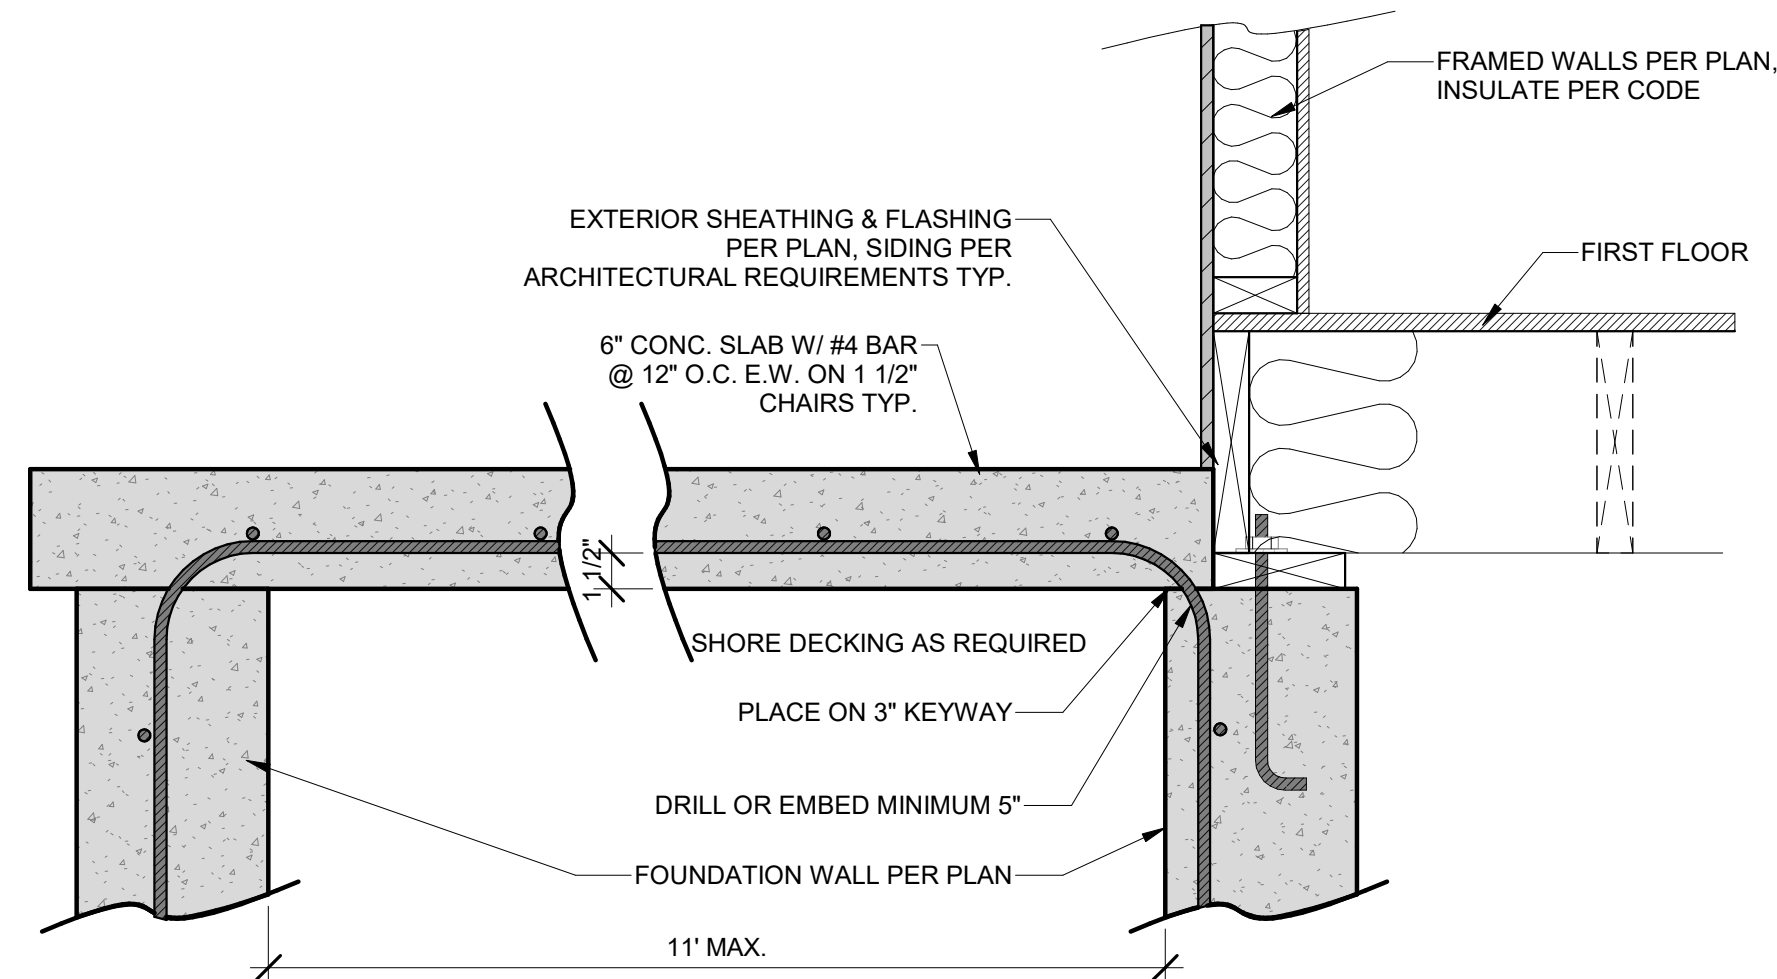 FRAMED WALLS PER PLAN,
INSULATE PER CODE
EXTERIOR SHEATHING & FLASHING
PER PLAN, SIDING PER
ARCHITECTURAL REQUIREMENTS TYP.
FIRST FLOOR
6" CONC. SLAB W/ #4 BAR
@ 12" O.C. E.W. ON 1 1/2"
CHAIRS TYP.
1 1/2"
SHORE DECKING AS REQUIRED
PLACE ON 3" KEYWAY
DRILL OR EMBED MINIMUM 5"
FOUNDATION WALL PER PLAN
11' MAX.